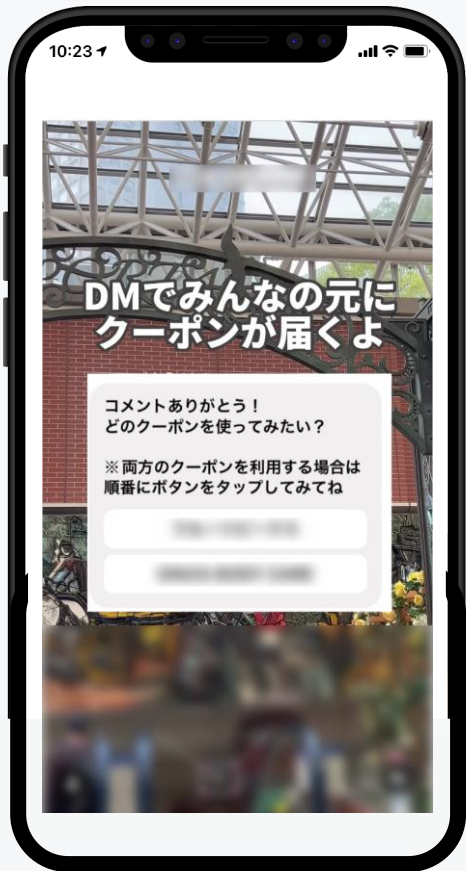 10:23
DMでみんなの元に
クーポンが届くよ
コメントありがとう！
どのクーポンを使ってみたい？
※両方のクーポンを利用する場合は
順番にボタンをタップしてみてね